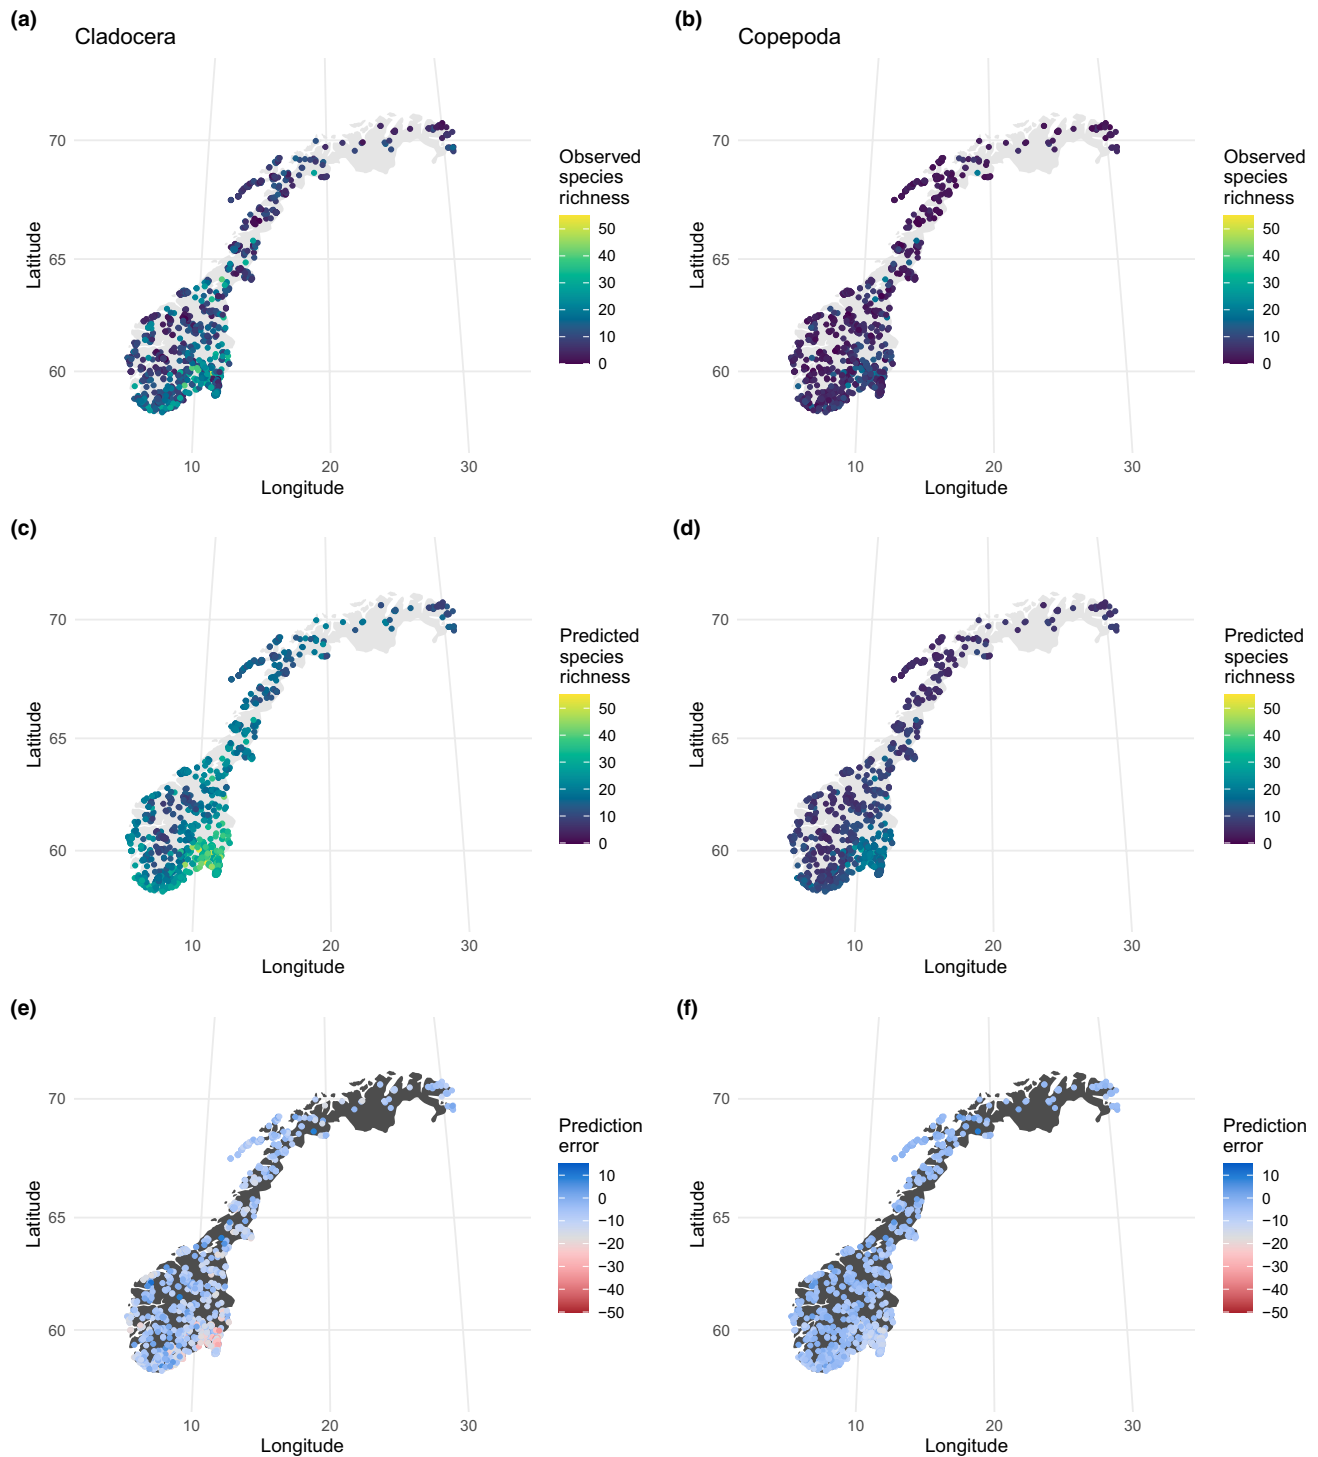 (a)
Cladocera
70
65
60
Latitude
10
20
30
Longitude
Observed
species
richness
50
40
30
20
10
0
(b)
Copepoda
70
65
60
Latitude
10
20
30
Longitude
Observed
species
richness
50
40
30
20
10
0
(c)
70
65
60
Latitude
10
20
30
Longitude
Predicted
species
richness
50
40
30
20
10
0
(d)
70
65
60
Latitude
10
20
30
Longitude
Predicted
species
richness
50
40
30
20
10
0
(e)
70
65
60
Latitude
10
20
30
Longitude
Prediction
error
10
0
−10
−20
−30
−40
−50
(f)
70
65
60
Latitude
10
20
30
Longitude
Prediction
error
10
0
−10
−20
−30
−40
−50